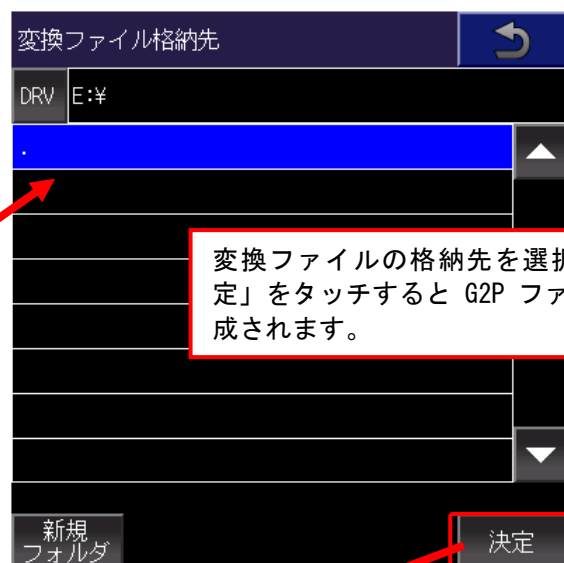 変換ファイル格納先
DRV E:¥
.
変換ファイルの格納先を選択
定」をタッチすると G2P ファ
成されます。
新規
フォルダ
決定